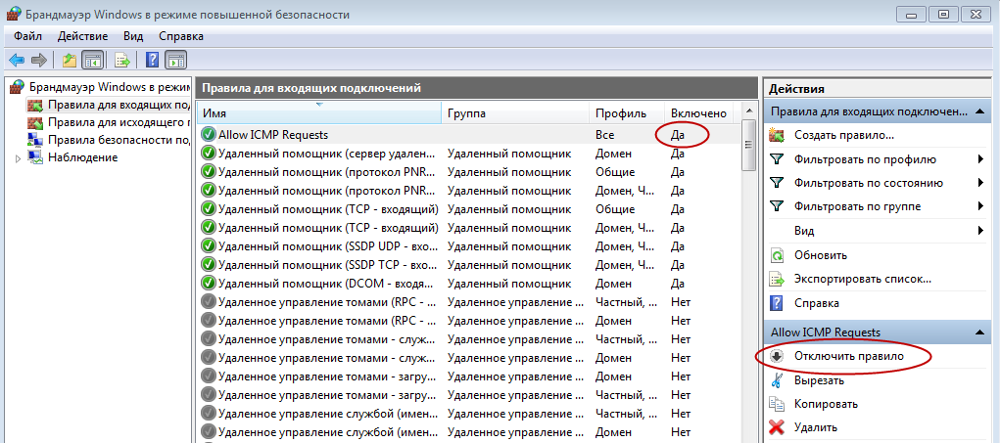 Брандмауэр Windows в режиме повышенной безопасности
Файл Действие Вид Справка
Брандмауэр Windows в режи
Правила для входящих под
Правила для исходящего п
Правила безопасности по
Наблюдение
Правила для входящих подключений
Имя Группа Профиль Включено
Allow ICMP Requests Все Да
Удаленный помощник (сервер удален... Удаленный помощник Домен Да
Удаленный помощник (протокол PNR... Удаленный помощник Общие Да
Удаленный помощник (протокол PNR... Удаленный помощник Домен, Ч... Да
Удаленный помощник (TCP - входящий) Удаленный помощник Общие Да
Удаленный помощник (TCP - входящий) Удаленный помощник Домен, Ч... Да
Удаленный помощник (SSDP UDP - вхо... Удаленный помощник Домен, Ч... Да
Удаленный помощник (SSDP TCP - вхо... Удаленный помощник Домен, Ч... Да
Удаленный помощник (DCOM - входя... Удаленный помощник Домен Да
Удаленное управление томами (RPC - ... Удаленное управление ... Частный, ... Нет
Удаленное управление томами (RPC - ... Удаленное управление ... Домен Нет
Удаленное управление томами - служ... Удаленное управление ... Частный, ... Нет
Удаленное управление томами - служ... Удаленное управление ... Домен Нет
Удаленное управление томами - загру... Удаленное управление ... Домен Нет
Удаленное управление томами - загру... Удаленное управление ... Частный, ... Нет
Удаленное управление службой (имен... Удаленное управление ... Частный, ... Нет
Удаленное управление службой (имен... Удаленное управление ... Домен Нет
Действия
Правила для входящих подключен...
Создать правило...
Фильтровать по профилю
Фильтровать по состоянию
Фильтровать по группе
Вид
Обновить
Экспортировать список...
Справка
Allow ICMP Requests
Отключить правило
Вырезать
Копировать
Удалить